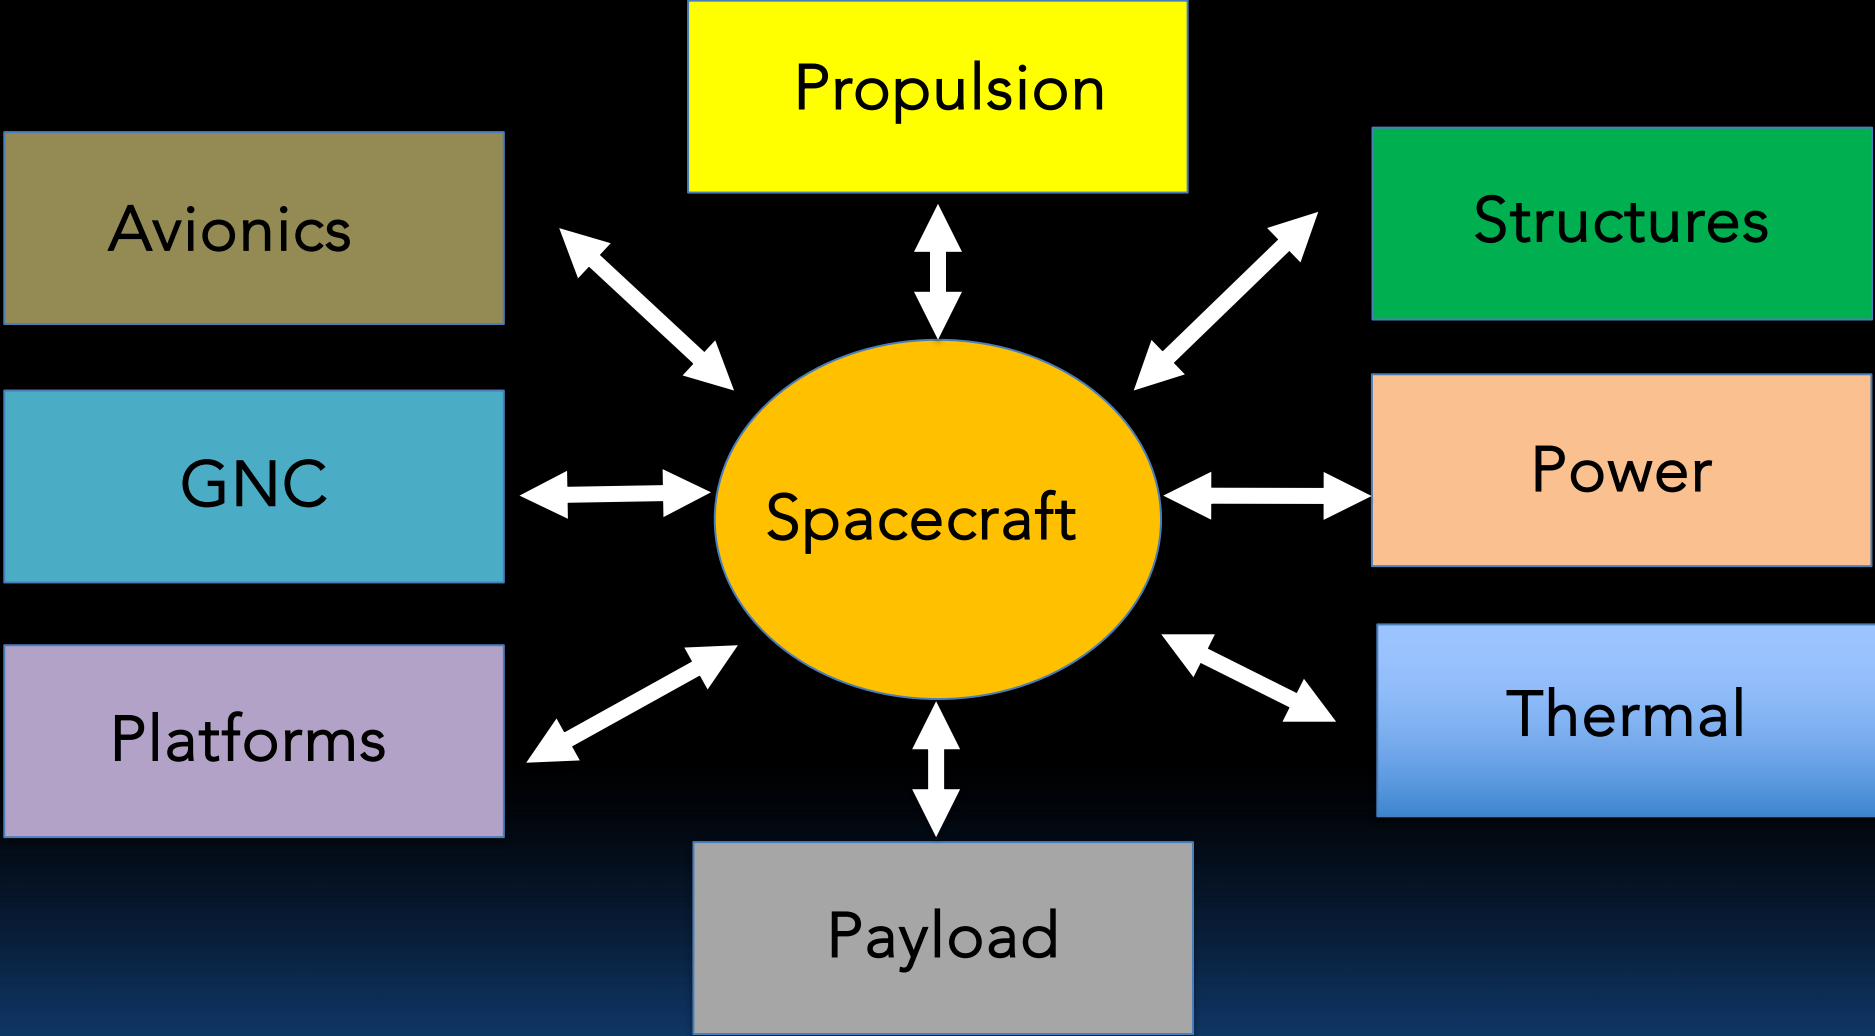 Propulsion
Avionics
Structures
GNC
Spacecraft
Power
Platforms
Thermal
Payload